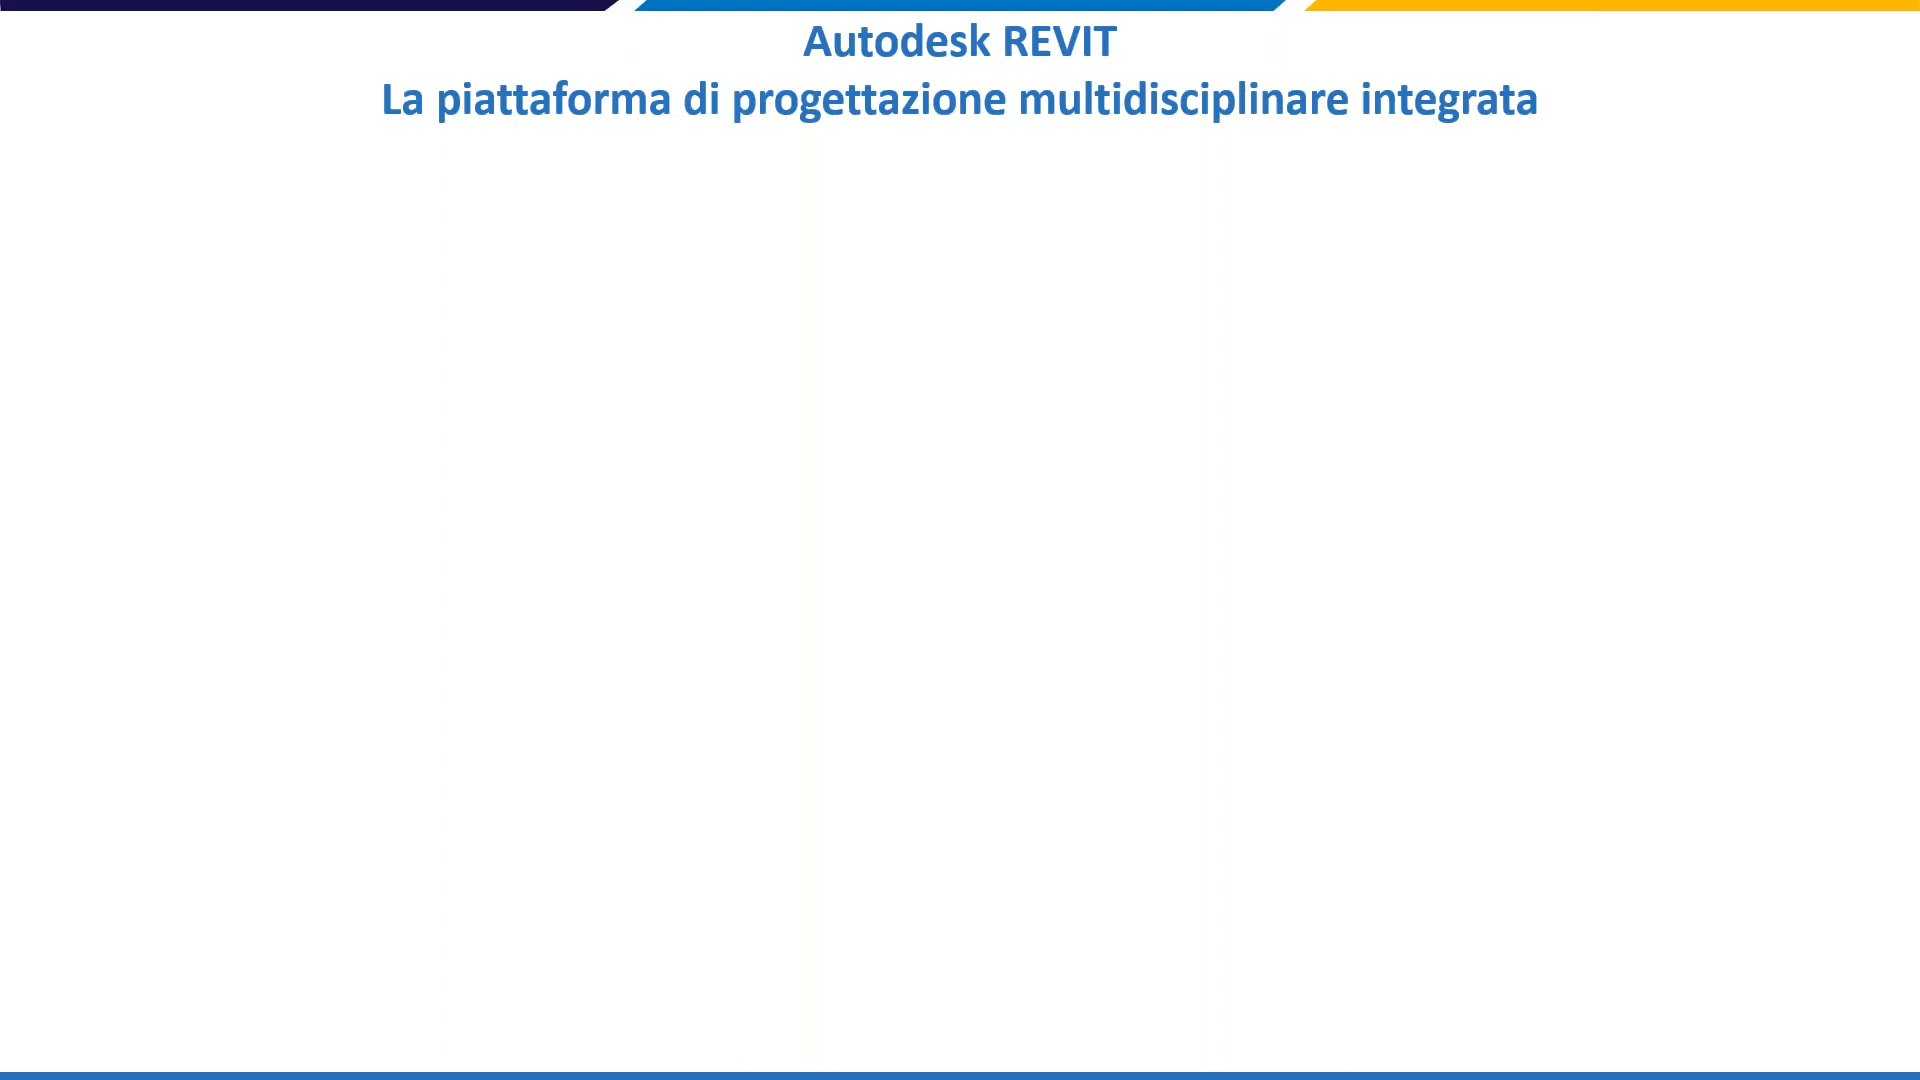 Autodesk REVIT
La piattaforma di progettazione multidisciplinare integrata